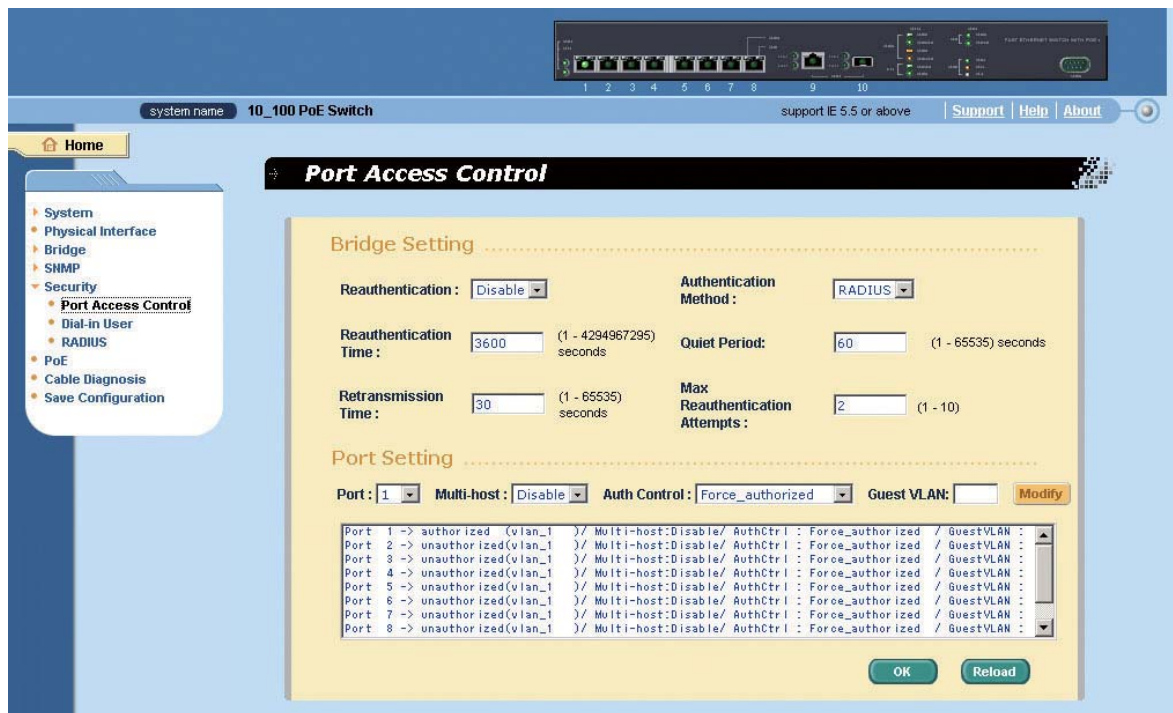 FAST ETHERNET SWITCH WITH POE+
1 2 3 4 5 6 7 8 9 10
system name 10_100 PoE Switch support IE 5.5 or above Support | Help | About
Home
Port Access Control
System
Physical Interface
Bridge
SNMP
Security
Port Access Control
Dial-in User
RADIUS
PoE
Cable Diagnosis
Save Configuration
Bridge Setting
Reauthentication : Disable
Authentication Method : RADIUS
Reauthentication Time : 3600 (1 - 4294967295) seconds
Quiet Period: 60 (1 - 65535) seconds
Retransmission Time : 30 (1 - 65535) seconds
Max Reauthentication Attempts : 2 (1 - 10)
Port Setting
Port : 1 Multi-host : Disable Auth Control : Force_authorized Guest VLAN: Modify
Port 1 -> authorized (vlan_1 )/ Multi-host:Disable/ AuthCtrl : Force_authorized / GuestVLAN :
Port 2 -> unauthorized(vlan_1 )/ Multi-host:Disable/ AuthCtrl : Force_authorized / GuestVLAN :
Port 3 -> unauthorized(vlan_1 )/ Multi-host:Disable/ AuthCtrl : Force_authorized / GuestVLAN :
Port 4 -> unauthorized(vlan_1 )/ Multi-host:Disable/ AuthCtrl : Force_authorized / GuestVLAN :
Port 5 -> unauthorized(vlan_1 )/ Multi-host:Disable/ AuthCtrl : Force_authorized / GuestVLAN :
Port 6 -> unauthorized(vlan_1 )/ Multi-host:Disable/ AuthCtrl : Force_authorized / GuestVLAN :
Port 7 -> unauthorized(vlan_1 )/ Multi-host:Disable/ AuthCtrl : Force_authorized / GuestVLAN :
Port 8 -> unauthorized(vlan_1 )/ Multi-host:Disable/ AuthCtrl : Force_authorized / GuestVLAN :
OK Reload